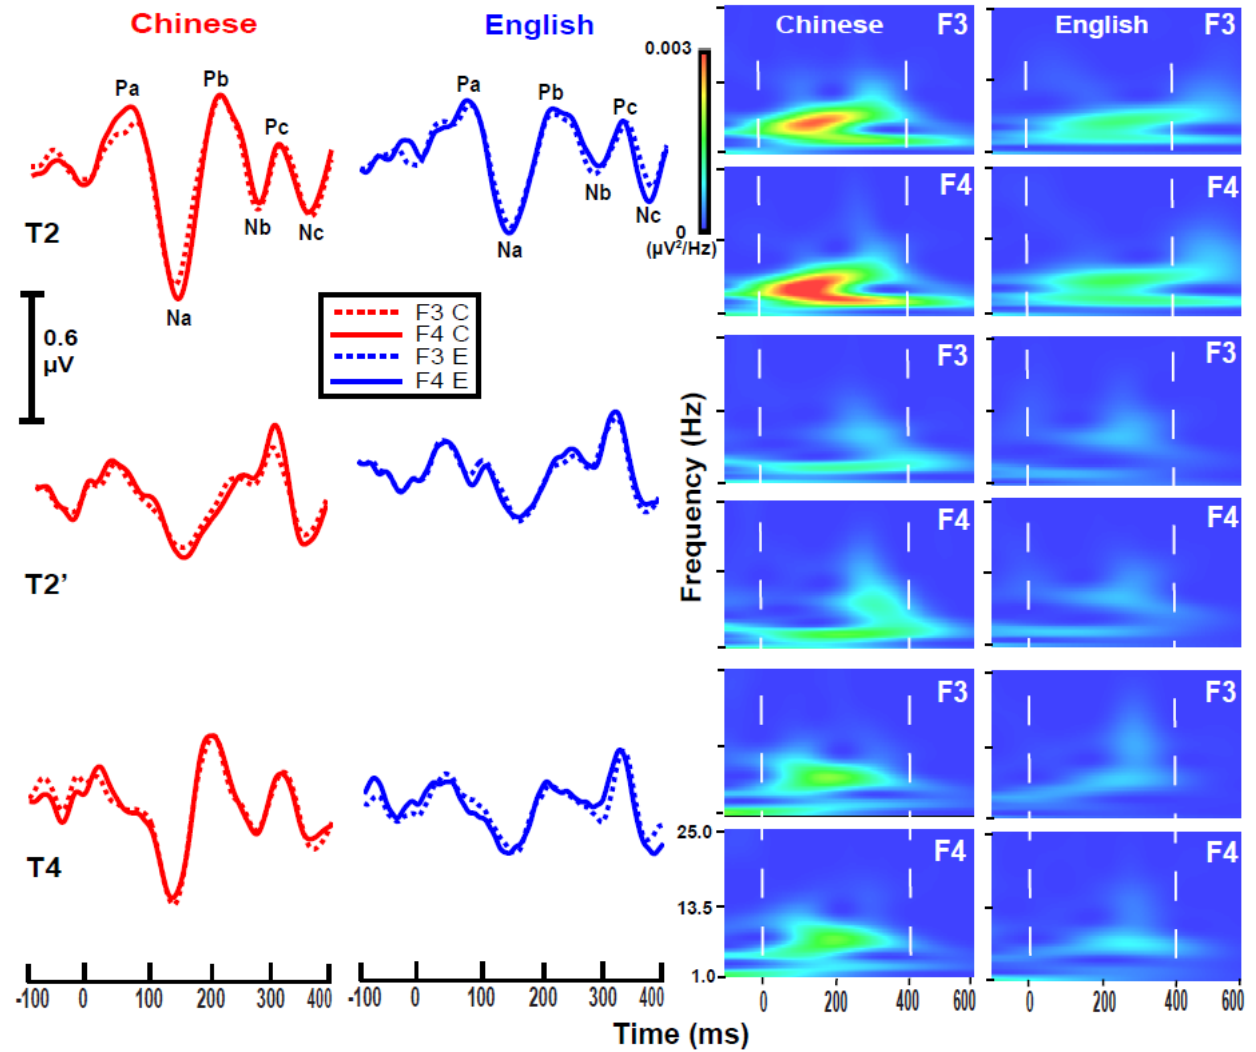 Chinese
English
Pa
Pb
Pc
Na
Nb
Nc
T2
Pa
Pb
Pc
Na
Nb
Nc
0.6
µV
F3 C
F4 C
F3 E
F4 E
T2’
T4
-100 0 100 200 300 400
-100 0 100 200 300 400
Time (ms)
0.003
0
(µV²/Hz)
Frequency (Hz)
Chinese F3
English F3
F4
F4
F3
F3
F4
F4
F3
F3
F4
F4
25.0
13.5
1.0
0 200 400 600
0 200 400 600